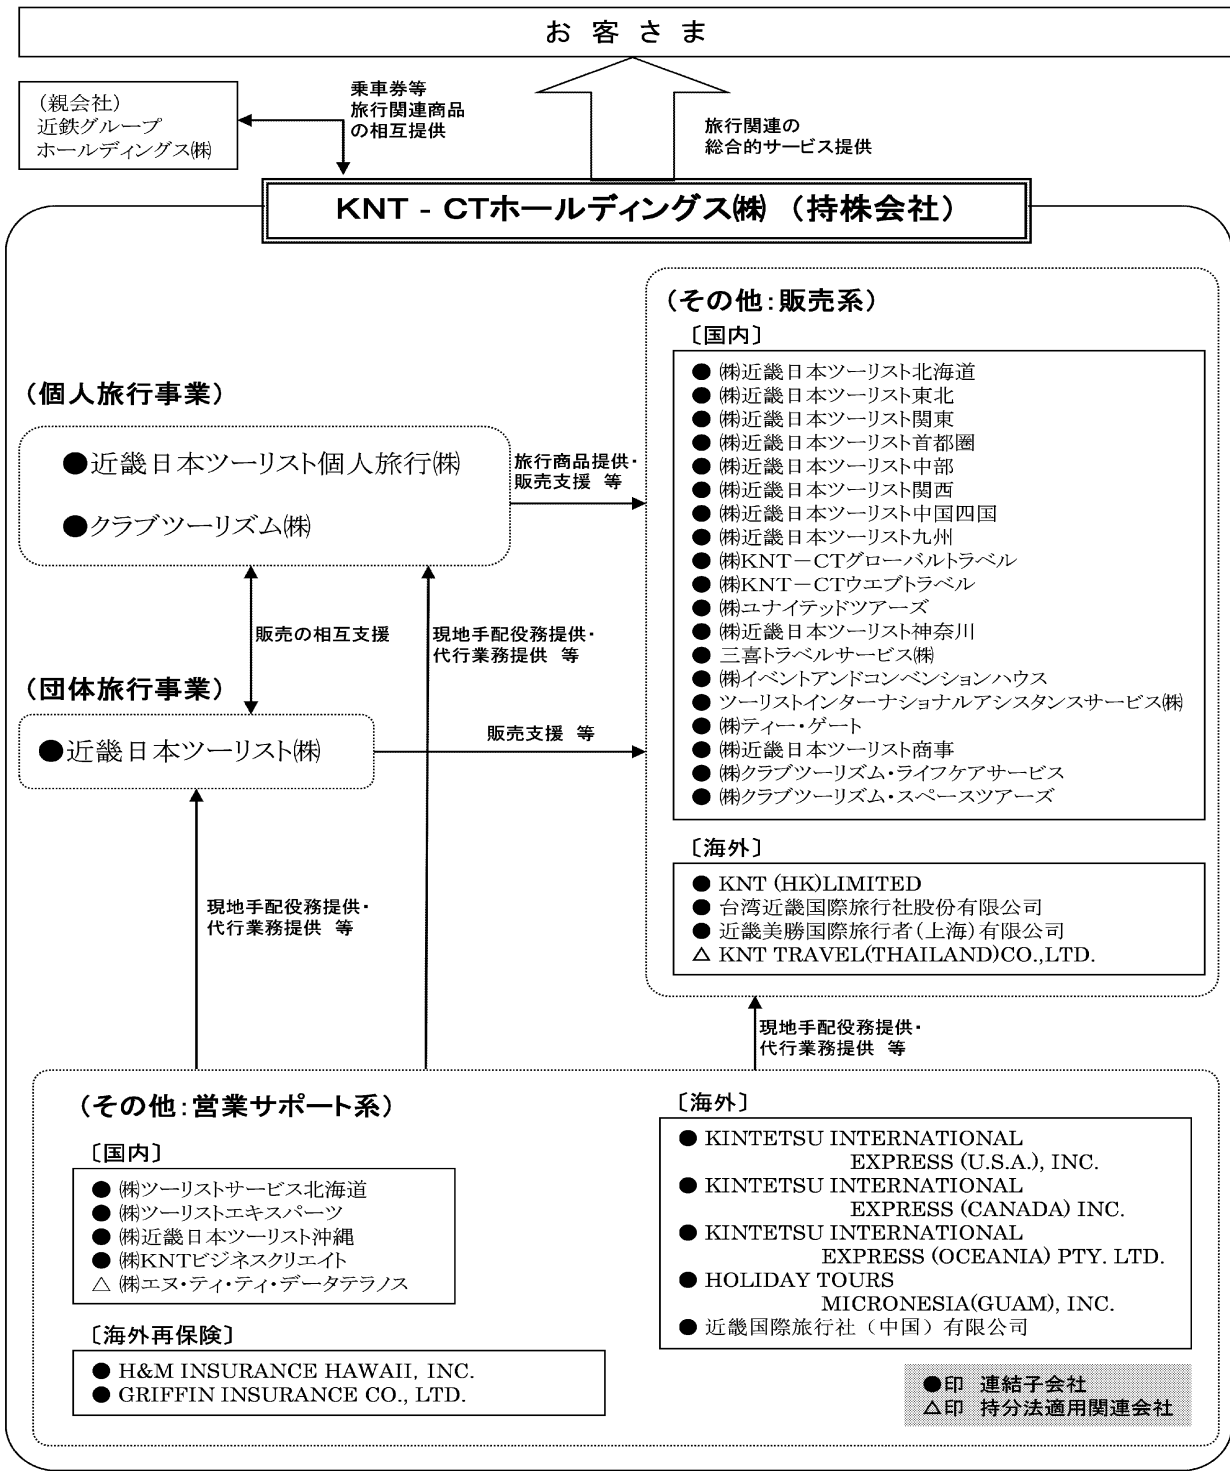 お 客 さ ま
（親会社）
近鉄グループ
ホールディングス㈱
乗車券等
旅行関連商品
の相互提供
旅行関連の
総合的サービス提供
KNT‐CTホールディングス㈱ （持株会社）
（個人旅行事業）
●近畿日本ツーリスト個人旅行㈱
●クラブツーリズム㈱
旅行商品提供・
販売支援 等
販売の相互支援
現地手配役務提供・
代行業務提供 等
（団体旅行事業）
●近畿日本ツーリスト㈱
販売支援 等
現地手配役務提供・
代行業務提供 等
（その他：販売系）
〔国内〕
● ㈱近畿日本ツーリスト北海道
● ㈱近畿日本ツーリスト東北
● ㈱近畿日本ツーリスト関東
● ㈱近畿日本ツーリスト首都圏
● ㈱近畿日本ツーリスト中部
● ㈱近畿日本ツーリスト関西
● ㈱近畿日本ツーリスト中国四国
● ㈱近畿日本ツーリスト九州
● ㈱KNT－CTグローバルトラベル
● ㈱KNT－CTウエブトラベル
● ㈱ユナイテッドツアーズ
● ㈱近畿日本ツーリスト神奈川
● 三喜トラベルサービス㈱
● ㈱イベントアンドコンベンションハウス
● ツーリストインターナショナルアシスタンスサービス㈱
● ㈱ティー・ゲート
● ㈱近畿日本ツーリスト商事
● ㈱クラブツーリズム・ライフケアサービス
● ㈱クラブツーリズム・スペースツアーズ
〔海外〕
● KNT (HK)LIMITED
● 台湾近畿国際旅行社股份有限公司
● 近畿美勝国際旅行者（上海）有限公司
△ KNT TRAVEL(THAILAND)CO.,LTD.
現地手配役務提供・
代行業務提供 等
（その他：営業サポート系）
〔国内〕
● ㈱ツーリストサービス北海道
● ㈱ツーリストエキスパーツ
● ㈱近畿日本ツーリスト沖縄
● ㈱KNTビジネスクリエイト
△ ㈱エヌ・ティ・ティ・データテラノス
〔海外再保険〕
● H&M INSURANCE HAWAII, INC.
● GRIFFIN INSURANCE CO., LTD.
〔海外〕
● KINTETSU INTERNATIONAL
EXPRESS (U.S.A.), INC.
● KINTETSU INTERNATIONAL
EXPRESS (CANADA) INC.
● KINTETSU INTERNATIONAL
EXPRESS (OCEANIA) PTY. LTD.
● HOLIDAY TOURS
MICRONESIA(GUAM), INC.
● 近畿国際旅行社（中国）有限公司
●印 連結子会社
△印 持分法適用関連会社